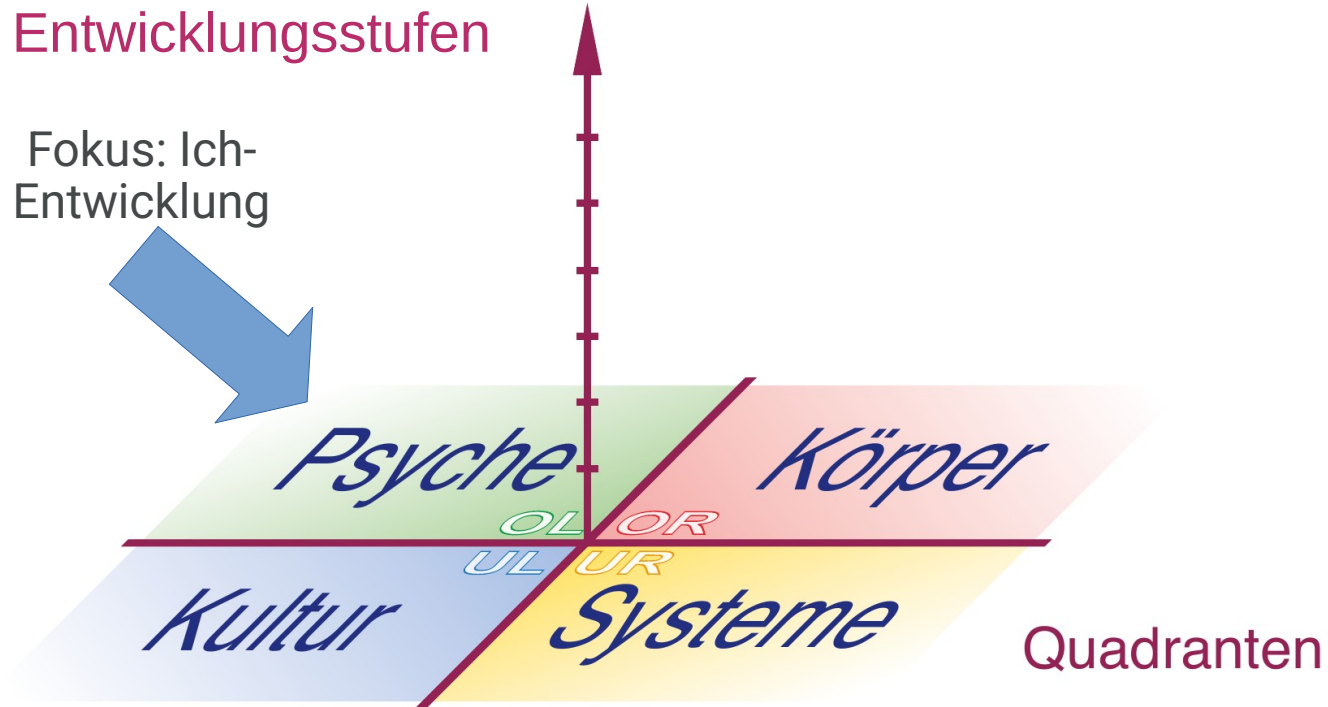 Entwicklungsstufen
Fokus: Ich-
Entwicklung
Psyche
Körper
OL
OR
UL
UR
Kultur
Systeme
Quadranten